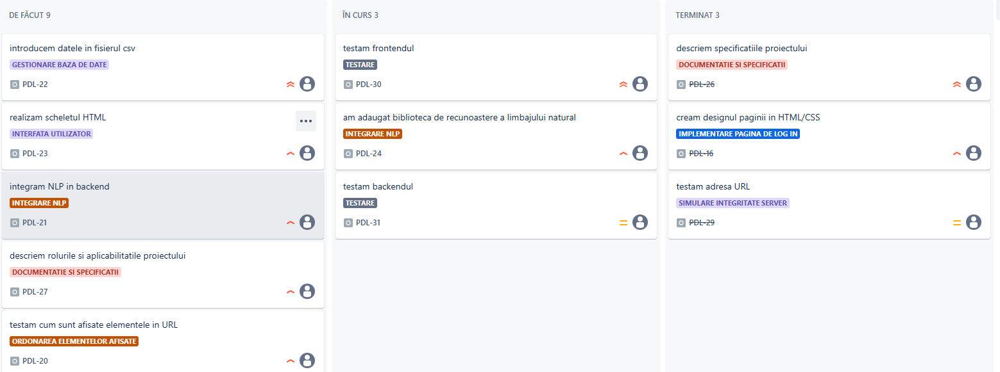 DE FĂCUT 9
introducem datele in fisierul csv
GESTIONARE BAZA DE DATE
PDL-22
realizam scheletul HTML
INTERFATA UTILIZATOR
PDL-23
integram NLP in backend
INTEGRARE NLP
PDL-21
descriem rolurile si aplicabilitatile proiectului
DOCUMENTATIE SI SPECIFICATII
PDL-27
testam cum sunt afisate elementele in URL
ORDONAREA ELEMENTELOR AFISATE
PDL-20
ÎN CURS 3
testam frontendul
TESTARE
PDL-30
am adaugat biblioteca de recunoastere a limbajului natural
INTEGRARE NLP
PDL-24
testam backendul
TESTARE
PDL-31
TERMINAT 3
descriem specificatiile proiectului
DOCUMENTATIE SI SPECIFICATII
PDL-26
cream designul paginii in HTML/CSS
IMPLEMENTARE PAGINA DE LOG IN
PDL-16
testam adresa URL
SIMULARE INTEGRITATE SERVER
PDL-29